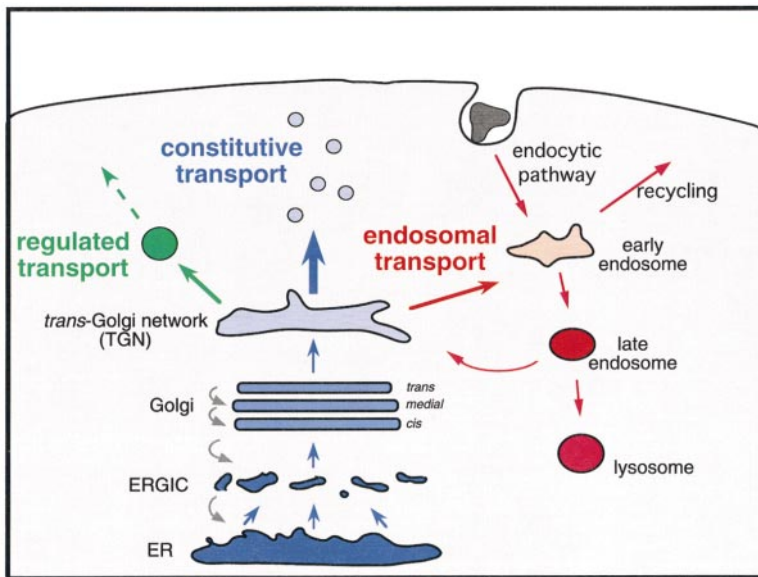 constitutive
transport
endocytic
pathway
recycling
regulated
transport
endosomal
transport
early
endosome
trans-Golgi network
(TGN)
late
endosome
Golgi
trans
medial
cis
lysosome
ERGIC
ER